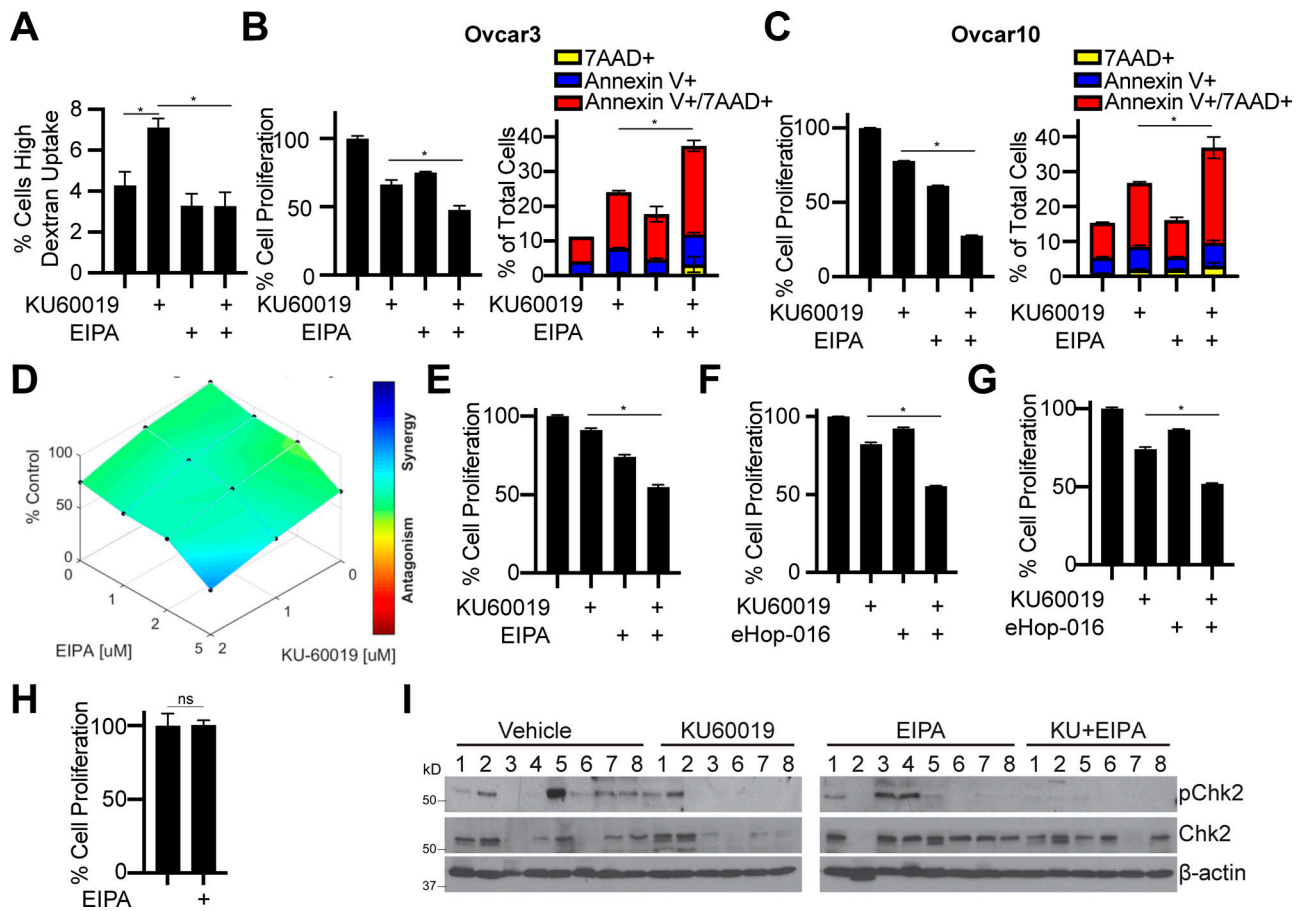 A
% Cells High
Dextran Uptake
8
6
4
2
0
* *
KU60019 + +
EIPA + +
B
Ovcar3
% Cell Proliferation
100
50
0
*
KU60019 + +
EIPA + +
7AAD+
Annexin V+
Annexin V+/7AAD+
% of Total Cells
40
30
20
10
0
*
+ +
+ +
C
Ovcar10
% Cell Proliferation
100
50
0
*
KU60019 + +
EIPA + +
7AAD+
Annexin V+
Annexin V+/7AAD+
% of Total Cells
40
30
20
10
0
*
KU60019 + +
EIPA + +
D
% Control
100
50
0
0
1
2
5
EIPA [uM]
2
1
0
KU-60019 [uM]
Synergy
Antagonism
E
% Cell Proliferation
100
50
0
*
KU60019 + +
EIPA + +
F
% Cell Proliferation
100
50
0
*
KU60019 + +
eHop-016 + +
G
% Cell Proliferation
100
50
0
*
KU60019 + +
eHop-016 + +
H
% Cell Proliferation
100
50
0
ns
EIPA +
I
Vehicle KU60019 EIPA KU+EIPA
1 2 3 4 5 6 7 8 1 2 3 6 7 8 1 2 3 4 5 6 7 8 1 2 5 6 7 8
kD
50 pChk2
50 Chk2
37 β-actin